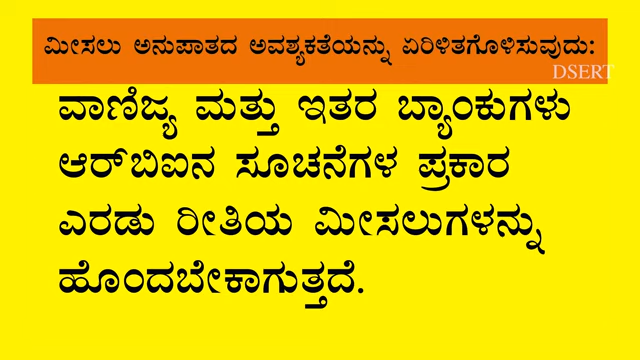 ಮೀಸಲು ಅನುಪಾತದ ಅವಶ್ಯಕತೆಯನ್ನು ಏರಿಳಿತಗೊಳಿಸುವುದು:
DSERT
ವಾಣಿಜ್ಯ ಮತ್ತು ಇತರ ಬ್ಯಾಂಕುಗಳು
ಆರ್‌ಬಿಐನ ಸೂಚನೆಗಳ ಪ್ರಕಾರ
ಎರಡು ರೀತಿಯ ಮೀಸಲುಗಳನ್ನು
ಹೊಂದಬೇಕಾಗುತ್ತದೆ.